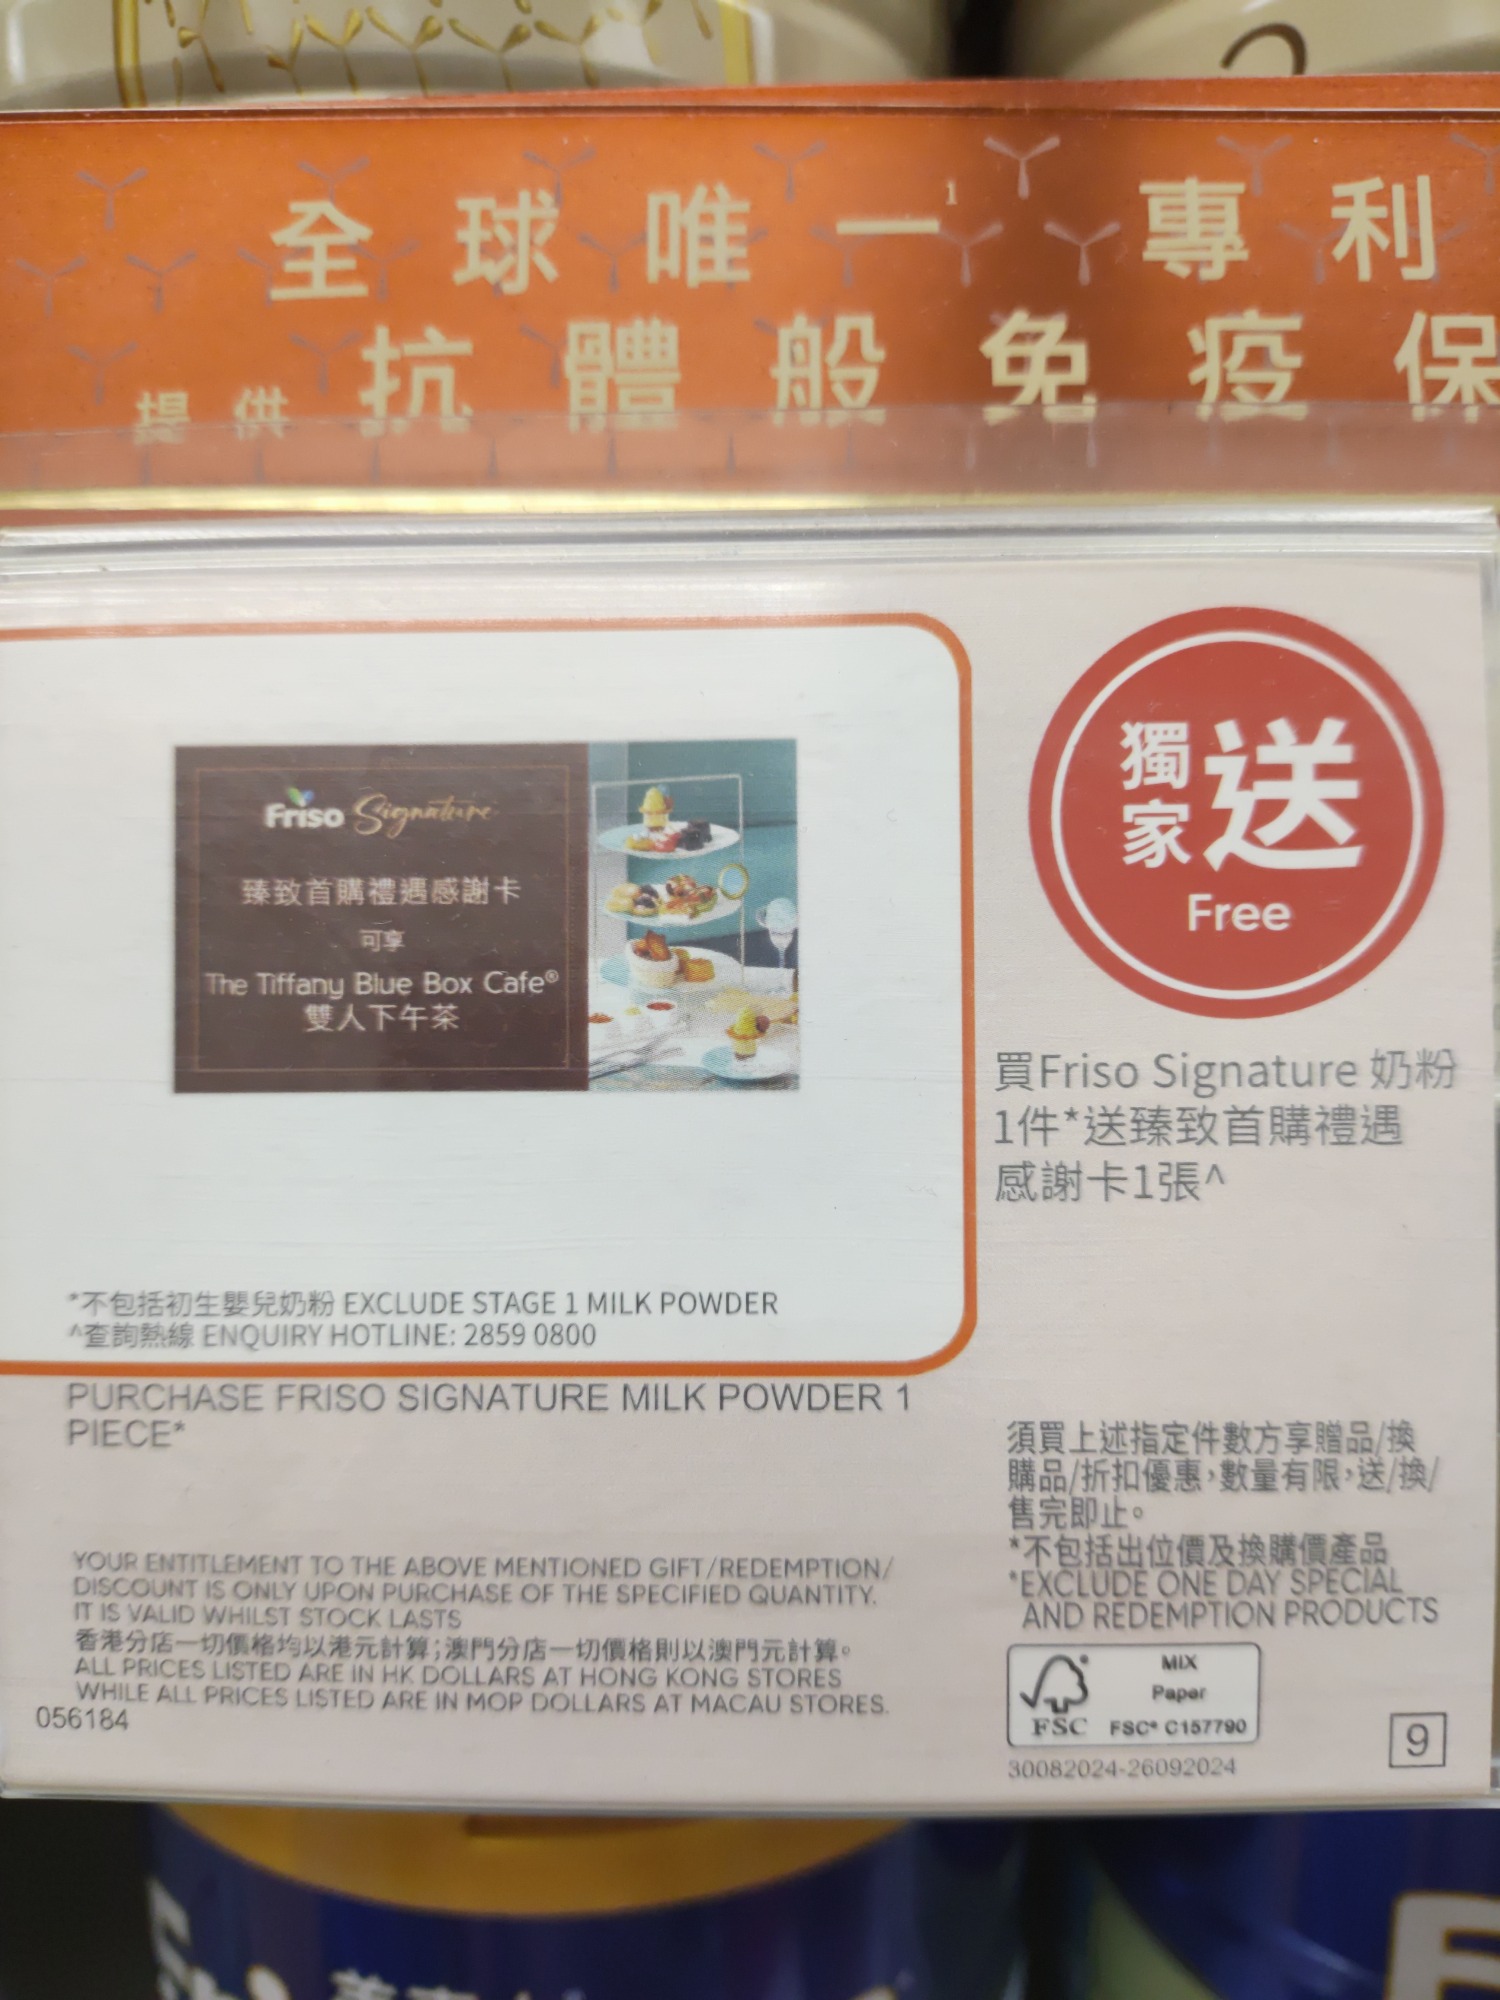 全球唯一¹專利
提供抗體般免疫保
獨家送
Free
Friso Signature
臻致首購禮遇感謝卡
可享
The Tiffany Blue Box Cafe®
雙人下午茶
買Friso Signature 奶粉
1件*送臻致首購禮遇
感謝卡1張^
*不包括初生嬰兒奶粉 EXCLUDE STAGE 1 MILK POWDER
^查詢熱線 ENQUIRY HOTLINE: 2859 0800
PURCHASE FRISO SIGNATURE MILK POWDER 1
PIECE*
須買上述指定件數方享贈品/換
購品/折扣優惠，數量有限，送/換/
售完即止。
*不包括出位價及換購價產品
*EXCLUDE ONE DAY SPECIAL
AND REDEMPTION PRODUCTS
YOUR ENTITLEMENT TO THE ABOVE MENTIONED GIFT/REDEMPTION/
DISCOUNT IS ONLY UPON PURCHASE OF THE SPECIFIED QUANTITY.
IT IS VALID WHILST STOCK LASTS
香港分店一切價格均以港元計算；澳門分店一切價格則以澳門元計算。
ALL PRICES LISTED ARE IN HK DOLLARS AT HONG KONG STORES
WHILE ALL PRICES LISTED ARE IN MOP DOLLARS AT MACAU STORES.
056184
MIX
Paper
FSC FSC® C157790
30082024-26092024
9